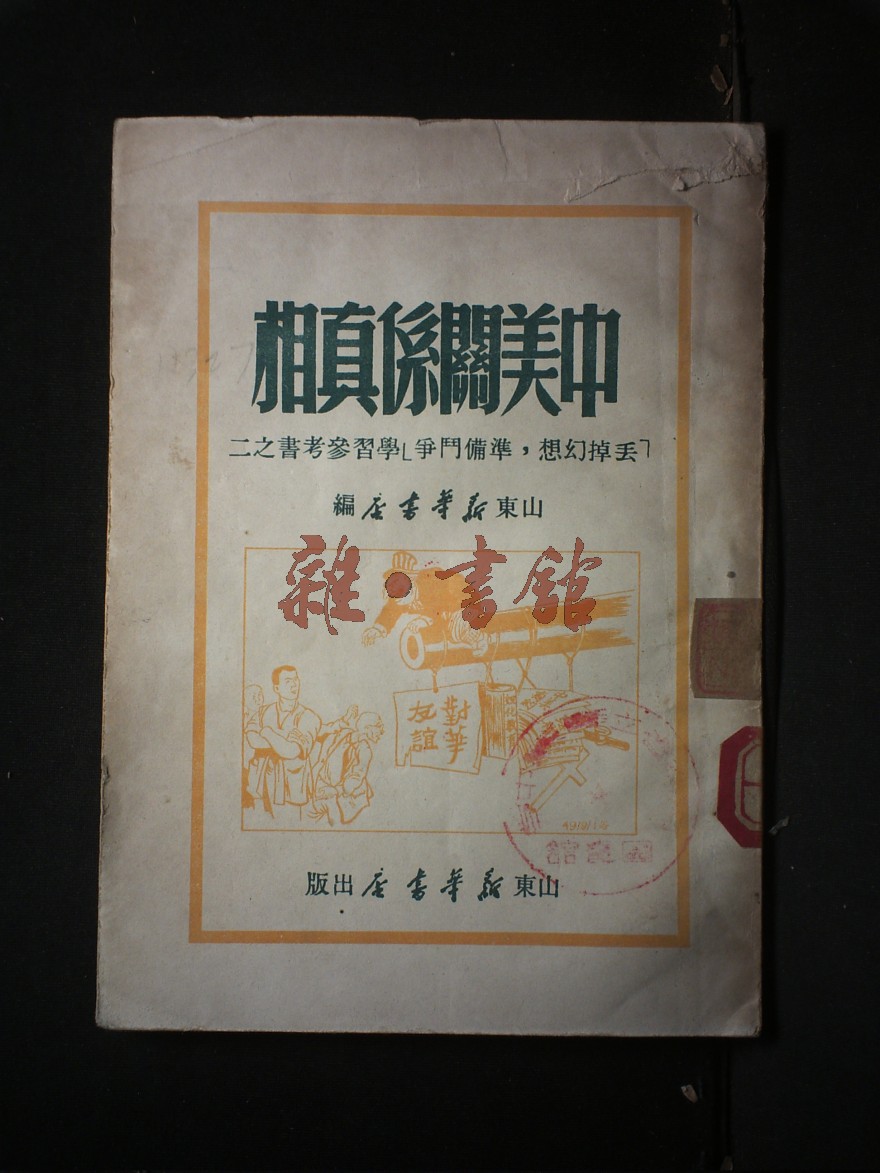 中美關係真相
「丢掉幻想，準備鬥爭」學習參考書之二
山東新華書店編
雜·書館
對華
友誼
山東新華書店出版